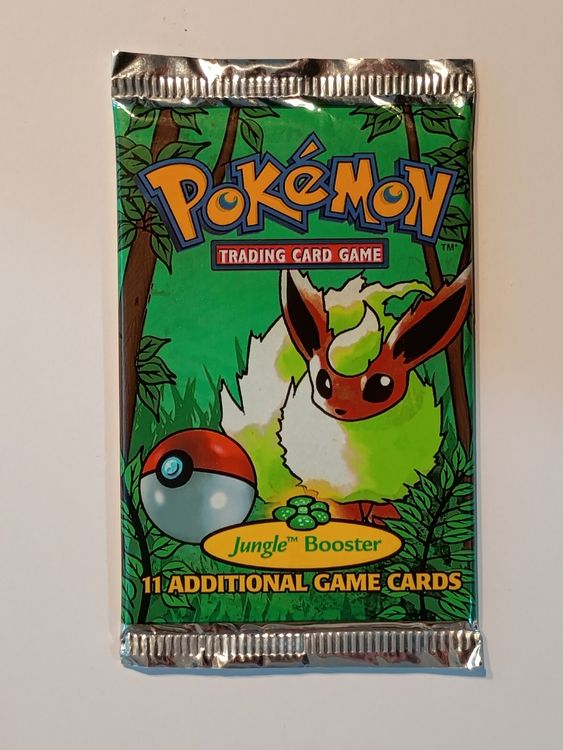 POKéMON
TM
TRADING CARD GAME
Jungle™ Booster
11 ADDITIONAL GAME CARDS